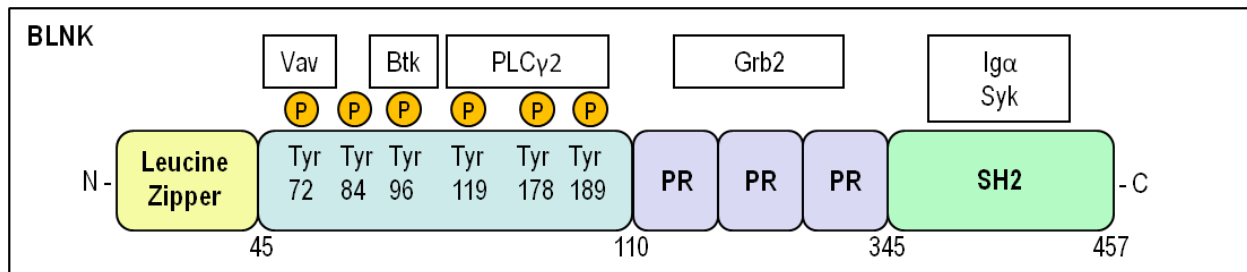 BLNK
Vav Btk PLCγ2 Grb2 Igα
Syk
P P P P P P
N - Leucine Zipper Tyr 72 Tyr 84 Tyr 96 Tyr 119 Tyr 178 Tyr 189 PR PR PR SH2 - C
45 110 345 457